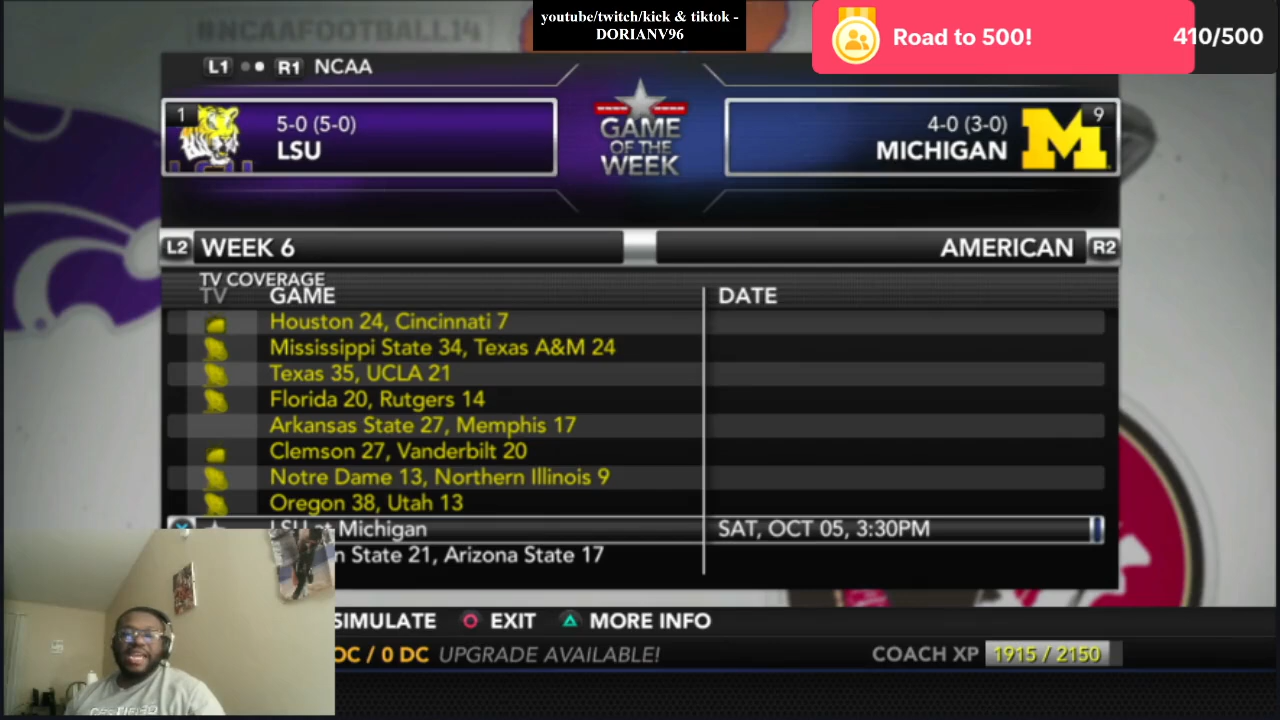 #NCAAFOOTBALL14
youtube/twitch/kick & tiktok -
DORIANV96
Road to 500!
410/500
L1 R1 NCAA
1
5-0 (5-0)
LSU
GAME
OF THE
WEEK
9
4-0 (3-0)
MICHIGAN
L2 WEEK 6
AMERICAN R2
TV COVERAGE
TV GAME DATE
Houston 24, Cincinnati 7
Mississippi State 34, Texas A&M 24
Texas 35, UCLA 21
Florida 20, Rutgers 14
Arkansas State 27, Memphis 17
Clemson 27, Vanderbilt 20
Notre Dame 13, Northern Illinois 9
Oregon 38, Utah 13
LSU at Michigan SAT, OCT 05, 3:30PM
State 21, Arizona State 17
SIMULATE EXIT MORE INFO
OC / 0 DC UPGRADE AVAILABLE!
COACH XP 1915 / 2150